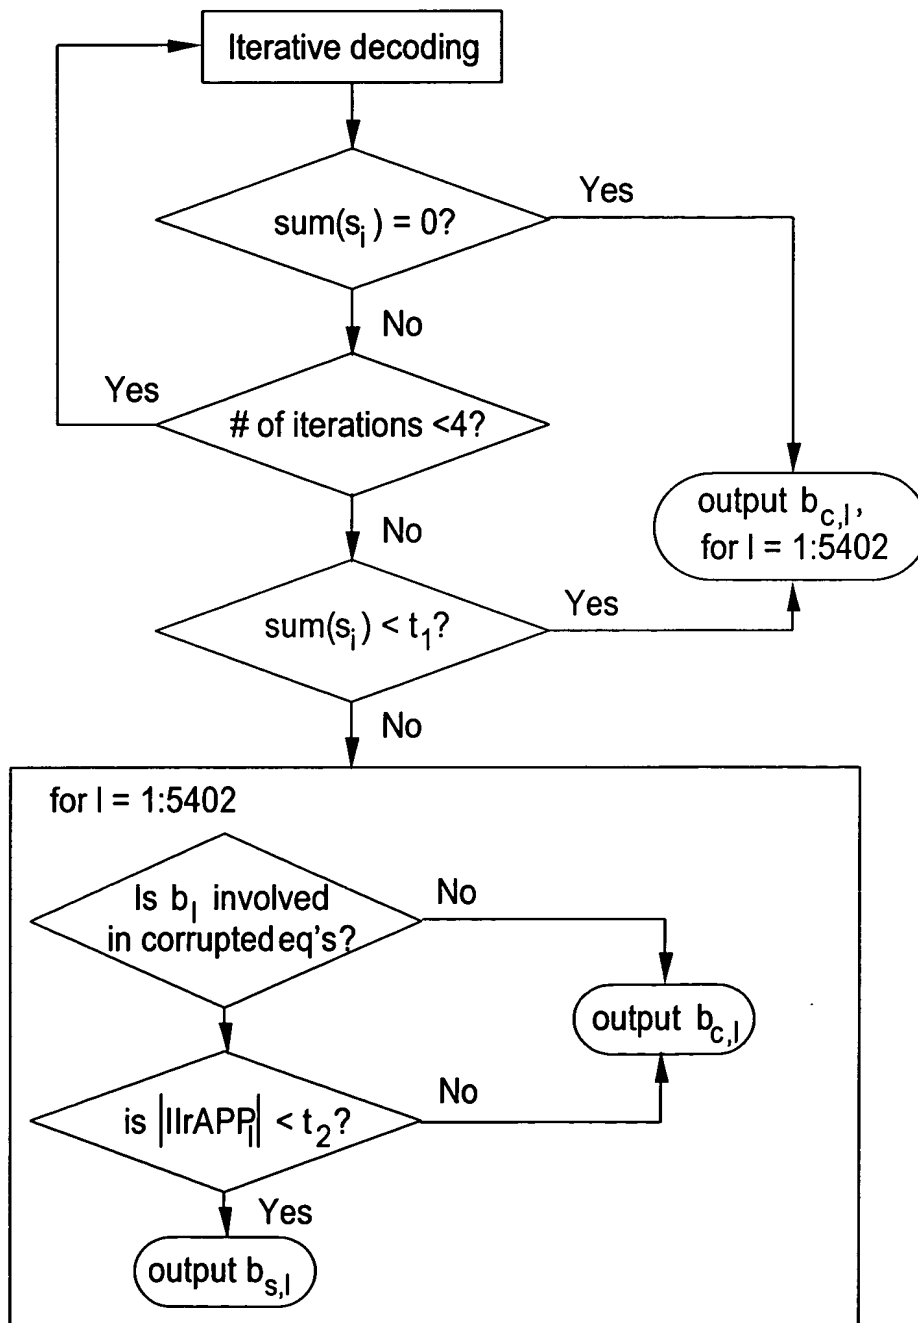 Iterative decoding
sum(s_i) = 0?
Yes
No
Yes
# of iterations <4?
output b_c,l,
for l = 1:5402
No
sum(s_i) < t_1?
Yes
No
for l = 1:5402
Is b_l involved
in corrupted eq's?
No
output b_c,l
is |llrAPP_l| < t_2?
No
Yes
output b_s,l